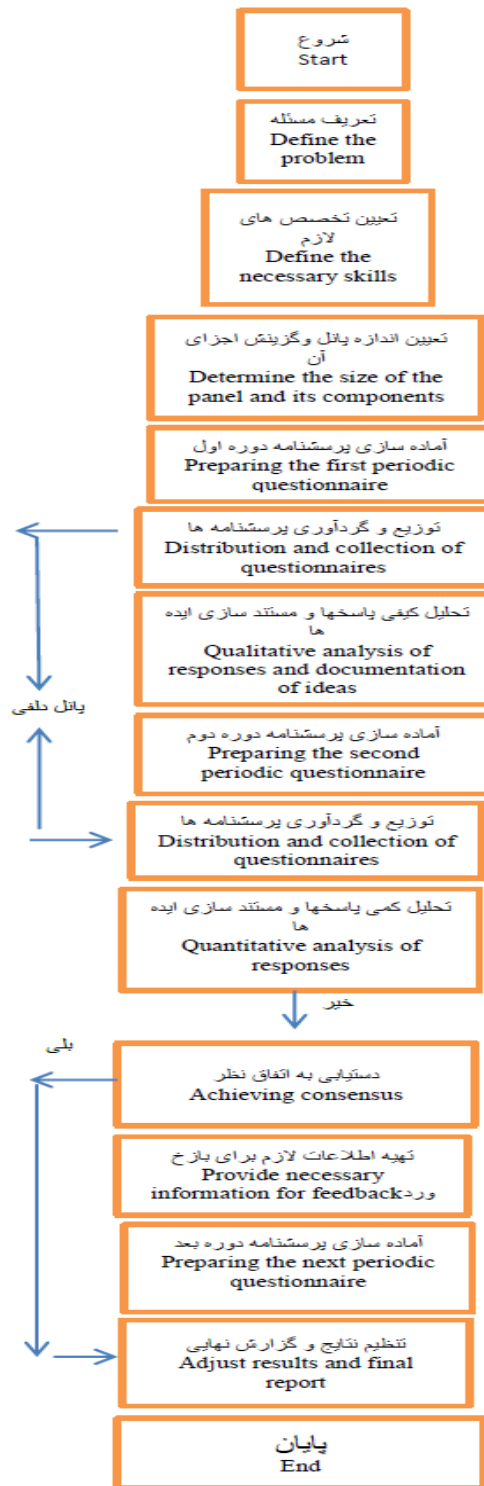 شروع
Start
تعریف مسئله
Define the
problem
تعیین تخصص های
لازم
Define the
necessary skills
تعیین اندازه پانل وگزینش اجزای
آن
Determine the size of the
panel and its components
آماده سازی پرسشنامه دوره اول
Preparing the first periodic
questionnaire
توزیع و گردآوری پرسشنامه ها
Distribution and collection of
questionnaires
تحلیل کیفی پاسخها و مستند سازی ایده
ها
Qualitative analysis of
responses and documentation
of ideas
پانل دلفی
آماده سازی پرسشنامه دوره دوم
Preparing the second
periodic questionnaire
توزیع و گردآوری پرسشنامه ها
Distribution and collection of
questionnaires
تحلیل کمی پاسخها و مستند سازی ایده
ها
Quantitative analysis of
responses
خیر
بلی
دستیابی به اتفاق نظر
Achieving consensus
تهیه اطلاعات لازم برای بازخ
Provide necessary
information for feedbackورد
آماده سازی پرسشنامه دوره بعد
Preparing the next periodic
questionnaire
تنظیم نتایج و گزارش نهایی
Adjust results and final
report
پایان
End